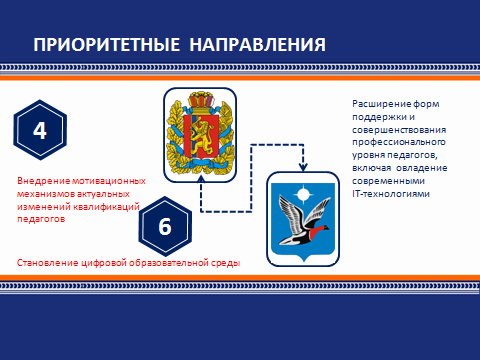 ПРИОРИТЕТНЫЕ НАПРАВЛЕНИЯ
4
Внедрение мотивационных
механизмов актуальных
изменений квалификаций
педагогов
6
Становление цифровой образовательной среды
Расширение форм
поддержки и
совершенствования
профессионального
уровня педагогов,
включая овладение
современными
IT-технологиями